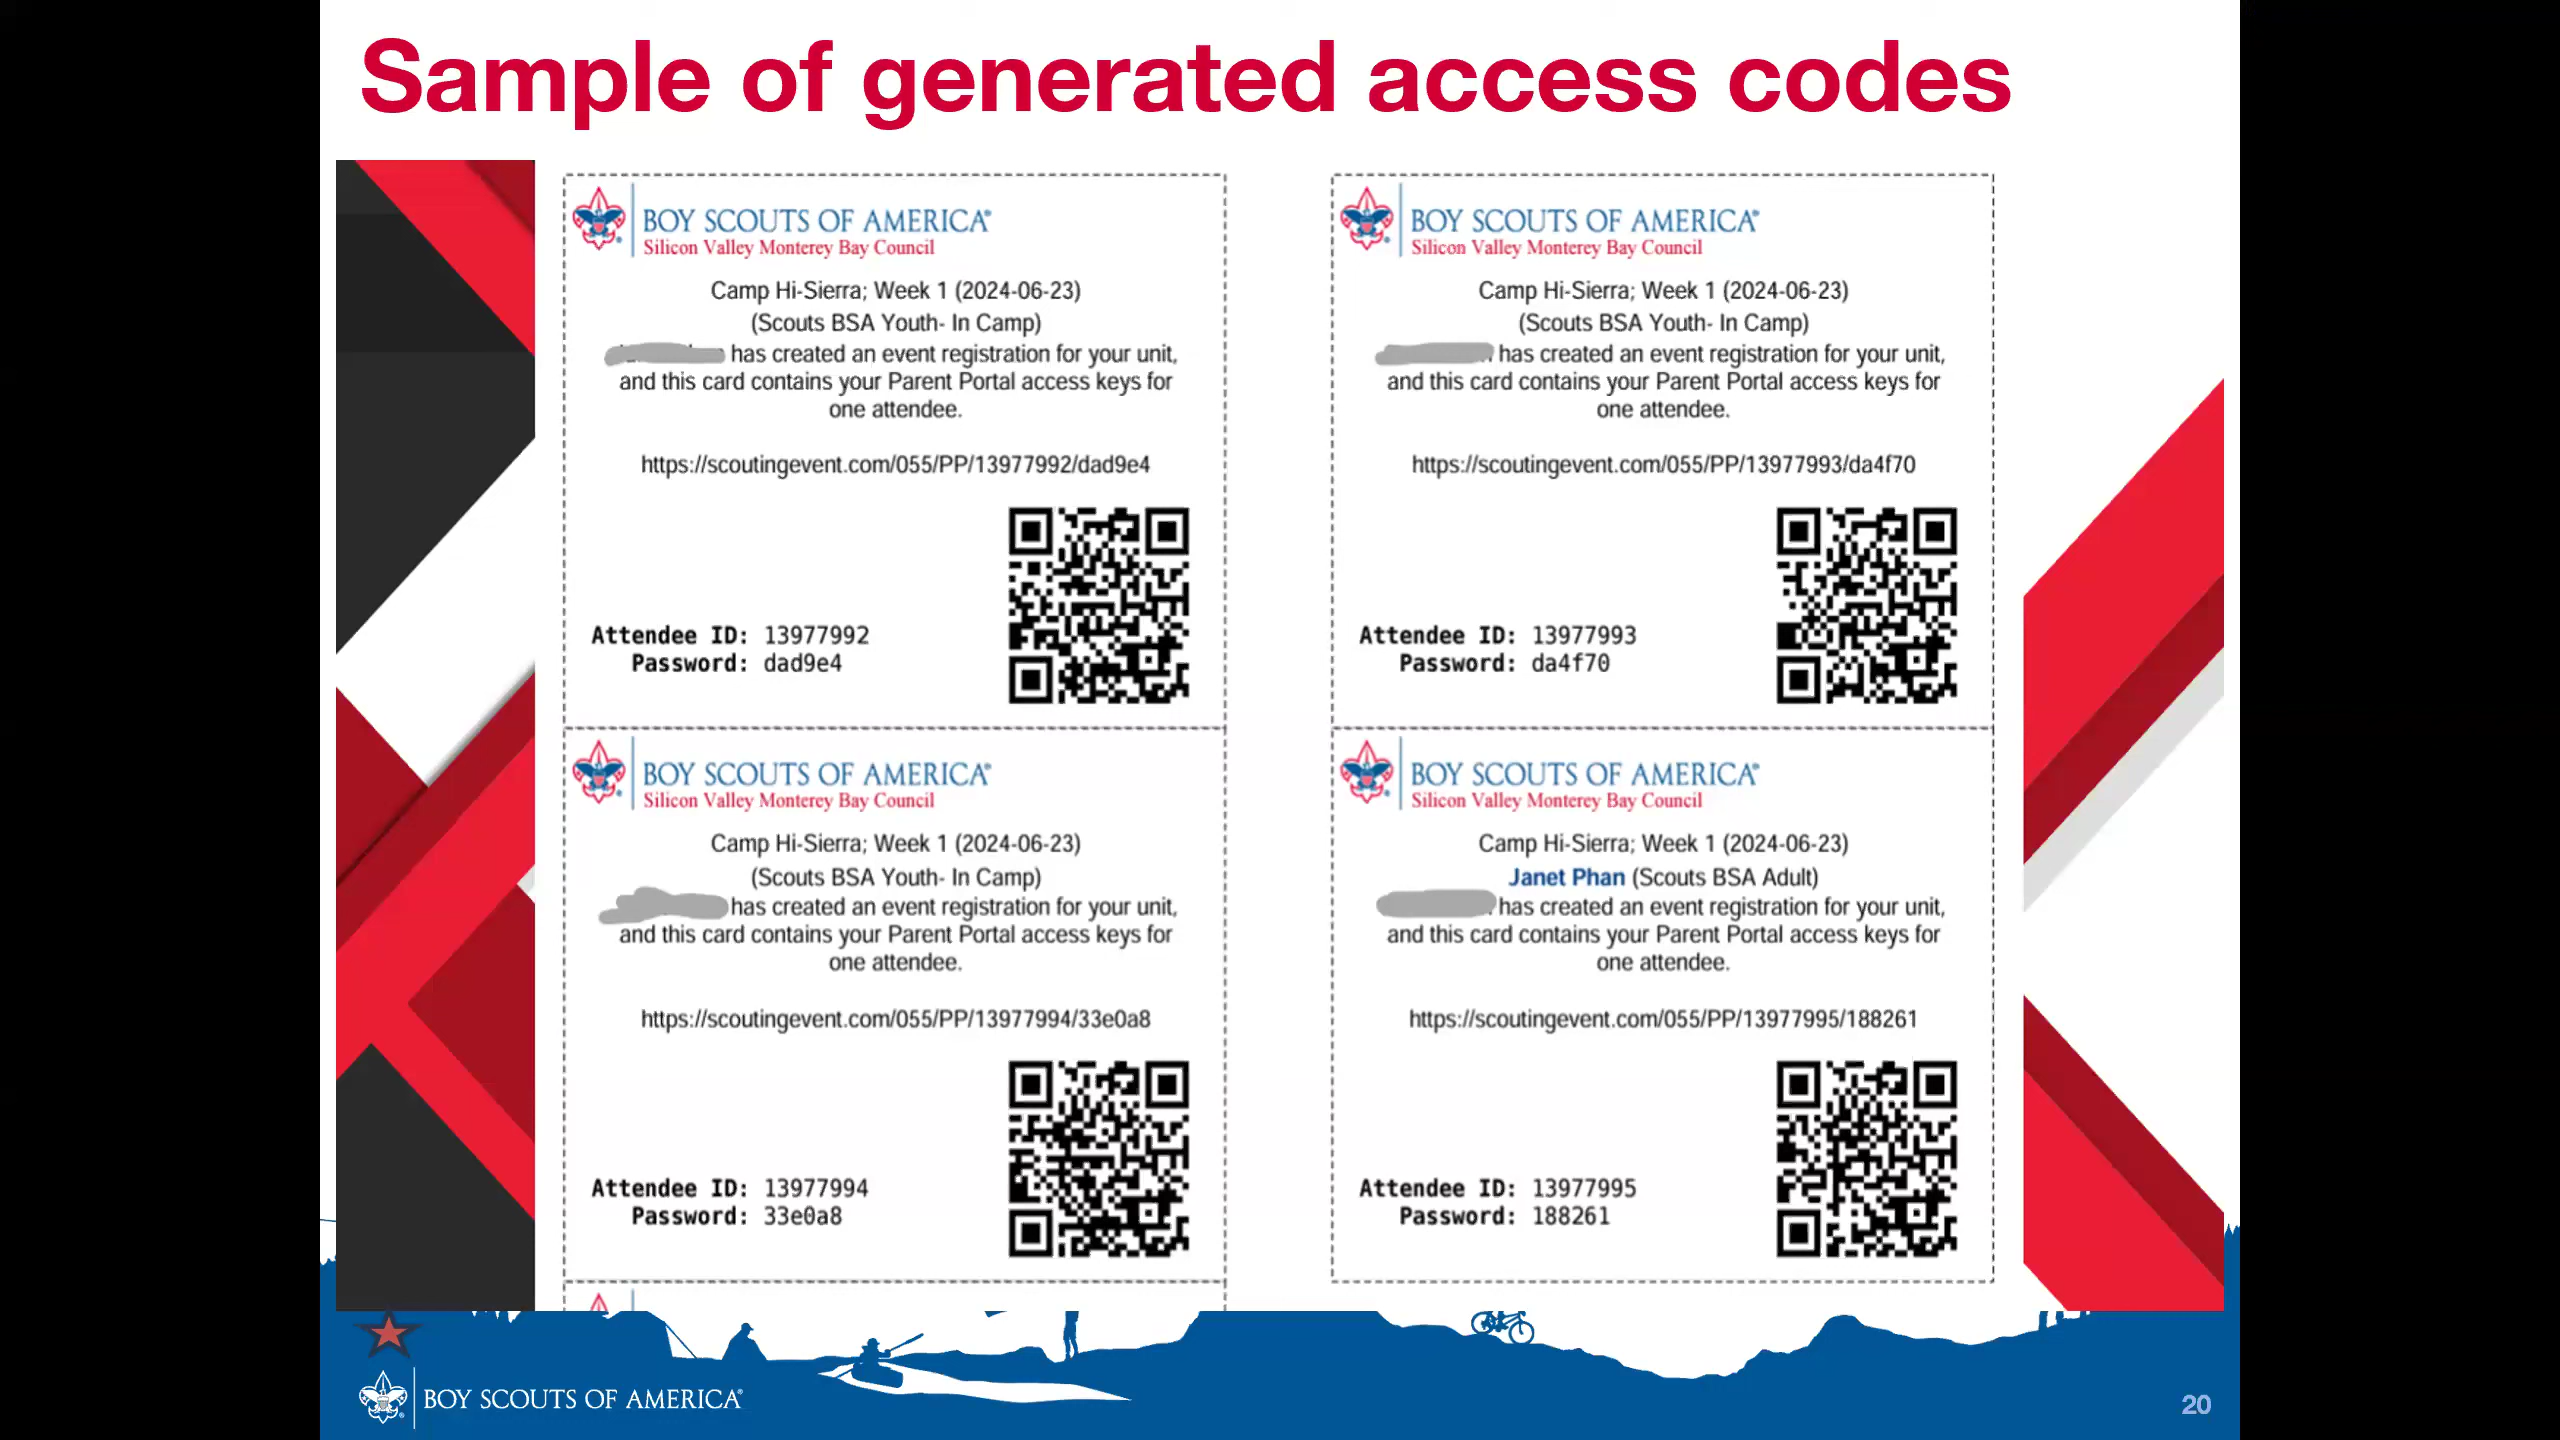 Sample of generated access codes
BOY SCOUTS OF AMERICA®
Silicon Valley Monterey Bay Council
Camp Hi-Sierra; Week 1 (2024-06-23)
(Scouts BSA Youth- In Camp)
has created an event registration for your unit,
and this card contains your Parent Portal access keys for
one attendee.
https://scoutingevent.com/055/PP/13977992/dad9e4
Attendee ID: 13977992
Password: dad9e4
BOY SCOUTS OF AMERICA®
Silicon Valley Monterey Bay Council
Camp Hi-Sierra; Week 1 (2024-06-23)
(Scouts BSA Youth- In Camp)
has created an event registration for your unit,
and this card contains your Parent Portal access keys for
one attendee.
https://scoutingevent.com/055/PP/13977993/da4f70
Attendee ID: 13977993
Password: da4f70
BOY SCOUTS OF AMERICA®
Silicon Valley Monterey Bay Council
Camp Hi-Sierra; Week 1 (2024-06-23)
(Scouts BSA Youth- In Camp)
has created an event registration for your unit,
and this card contains your Parent Portal access keys for
one attendee.
https://scoutingevent.com/055/PP/13977994/33e0a8
Attendee ID: 13977994
Password: 33e0a8
BOY SCOUTS OF AMERICA®
Silicon Valley Monterey Bay Council
Camp Hi-Sierra; Week 1 (2024-06-23)
Janet Phan (Scouts BSA Adult)
has created an event registration for your unit,
and this card contains your Parent Portal access keys for
one attendee.
https://scoutingevent.com/055/PP/13977995/188261
Attendee ID: 13977995
Password: 188261
BOY SCOUTS OF AMERICA®
20